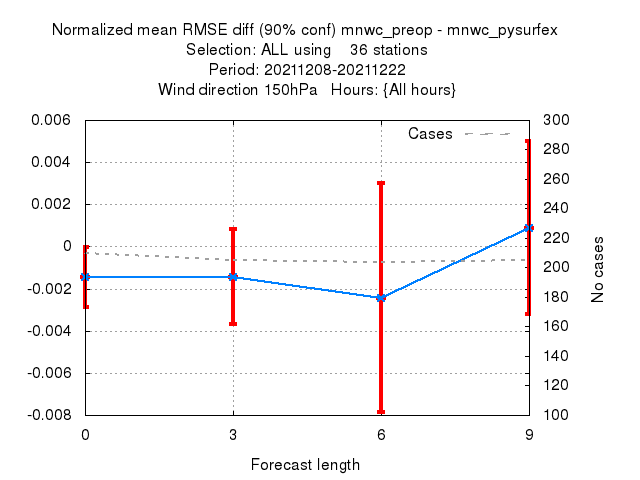 Normalized mean RMSE diff (90% conf) mnwc_preop - mnwc_pysurfex
Selection: ALL using    36 stations
Period: 20211208-20211222
Wind direction 150hPa   Hours: {All hours}
0.006
0.004
0.002
0
-0.002
-0.004
-0.006
-0.008
Cases
300
280
260
240
220
200
180
160
140
120
100
No cases
0 3 6 9
Forecast length